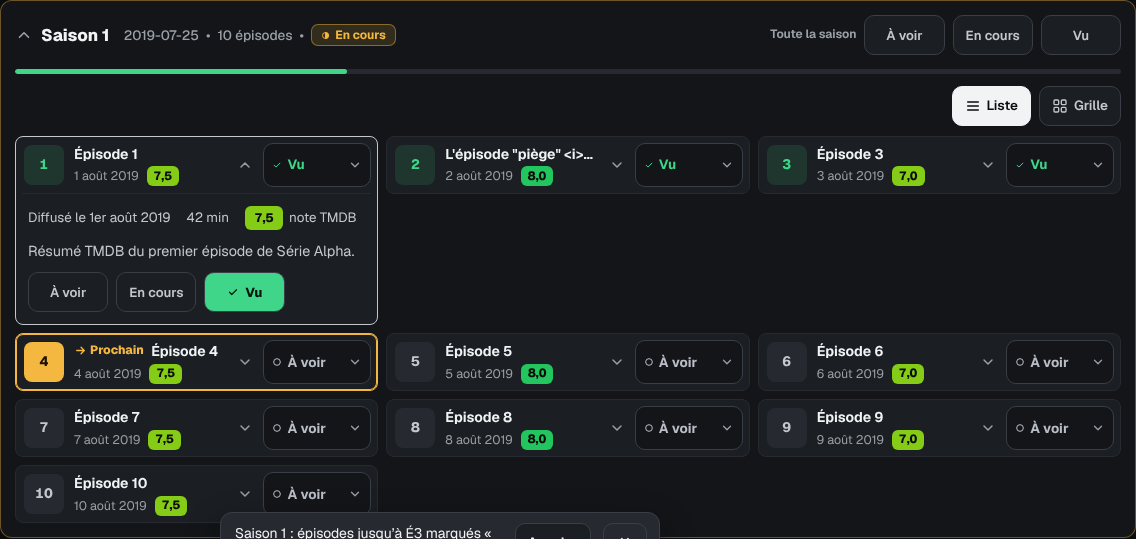 Saison 1 2019-07-25 • 10 épisodes • En cours Toute la saison À voir En cours Vu
Liste Grille
1 Épisode 1 Vu
1 août 2019 7,5
2 L'épisode "piège" <i>... Vu
2 août 2019 8,0
3 Épisode 3 Vu
3 août 2019 7,0
Diffusé le 1er août 2019 42 min 7,5 note TMDB
Résumé TMDB du premier épisode de Série Alpha.
À voir En cours Vu
4 → Prochain Épisode 4 À voir
4 août 2019 7,5
5 Épisode 5 À voir
5 août 2019 8,0
6 Épisode 6 À voir
6 août 2019 7,0
7 Épisode 7 À voir
7 août 2019 7,5
8 Épisode 8 À voir
8 août 2019 8,0
9 Épisode 9 À voir
9 août 2019 7,0
10 Épisode 10 À voir
10 août 2019 7,5
Saison 1 : épisodes jusqu'à É3 marqués «